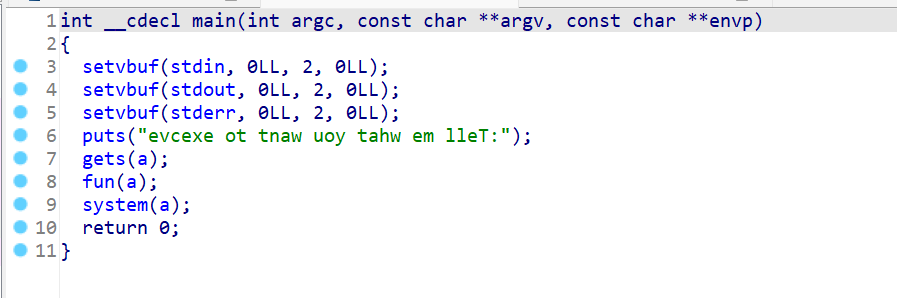 1 int __cdecl main(int argc, const char **argv, const char **envp)
2 {
3 setvbuf(stdin, 0LL, 2, 0LL);
4 setvbuf(stdout, 0LL, 2, 0LL);
5 setvbuf(stderr, 0LL, 2, 0LL);
6 puts("evcexe ot tnaw uoy tahw em lleT:");
7 gets(a);
8 fun(a);
9 system(a);
10 return 0;
11 }